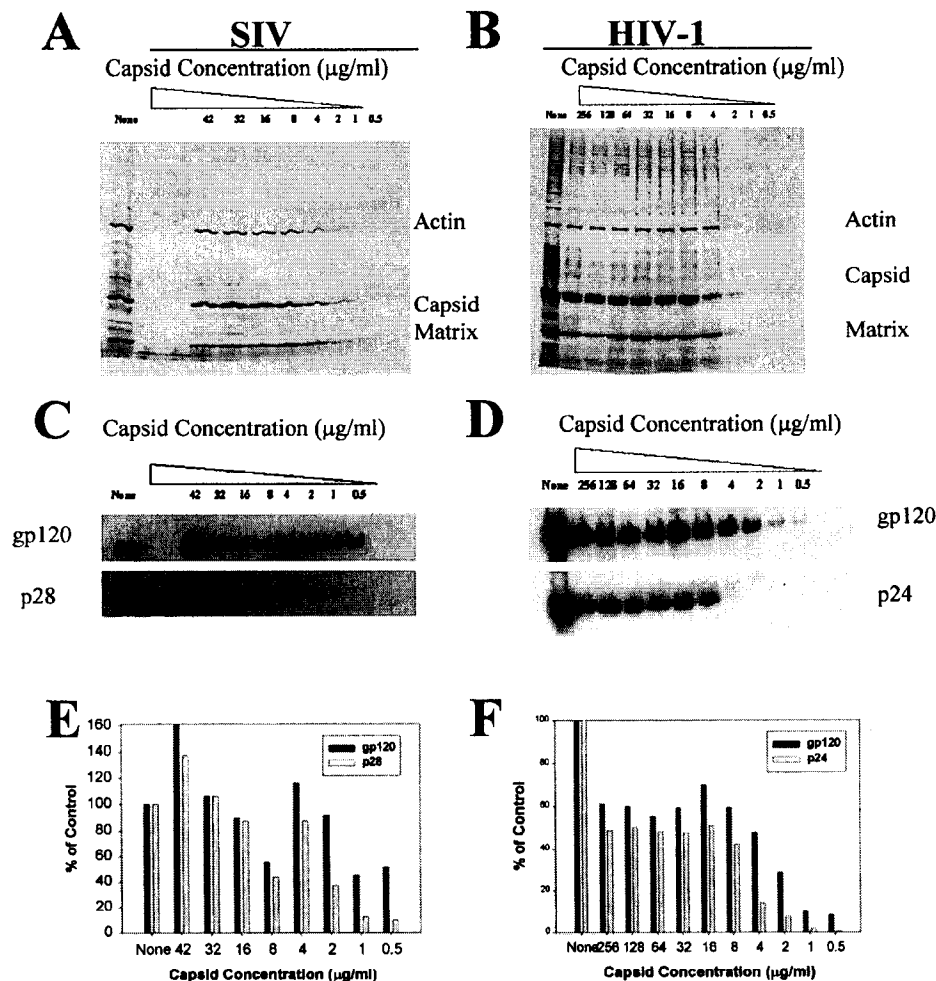 A SIV
Capsid Concentration (µg/ml)
None 42 32 16 8 4 2 1 0.5
Actin
Capsid
Matrix
B HIV-1
Capsid Concentration (µg/ml)
None 256 128 64 32 16 8 4 2 1 0.5
Actin
Capsid
Matrix
C Capsid Concentration (µg/ml)
None 42 32 16 8 4 2 1 0.5
gp120
p28
D Capsid Concentration (µg/ml)
None 256 128 64 32 16 8 4 2 1 0.5
gp120
p24
E
% of Control
160
140
120
100
80
60
40
20
0
gp120
p28
None 42 32 16 8 4 2 1 0.5
Capsid Concentration (µg/ml)
F
% of Control
100
80
60
40
20
0
gp120
p24
None 256 128 64 32 16 8 4 2 1 0.5
Capsid Concentration (µg/ml)